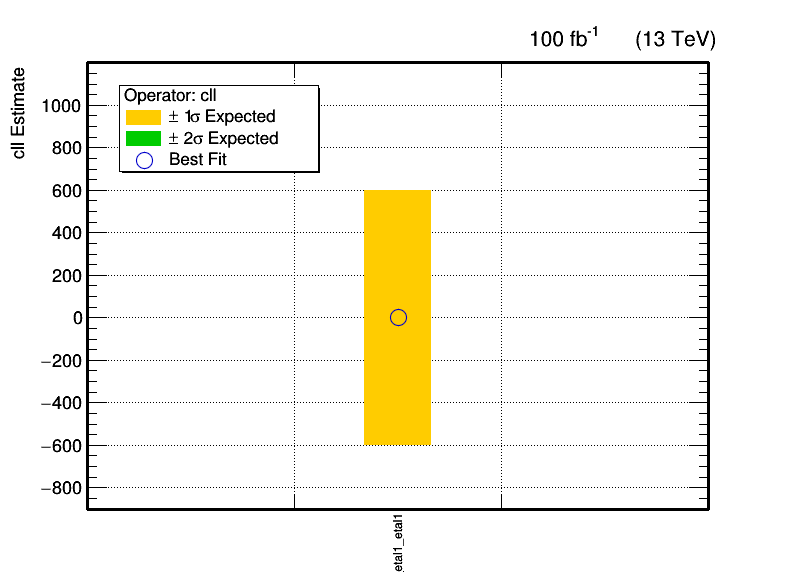 100 fb-1 (13 TeV)
cll Estimate
Operator: cll
± 1σ Expected
± 2σ Expected
Best Fit
1000
800
600
400
200
0
−200
−400
−600
−800
_etal1_etal1